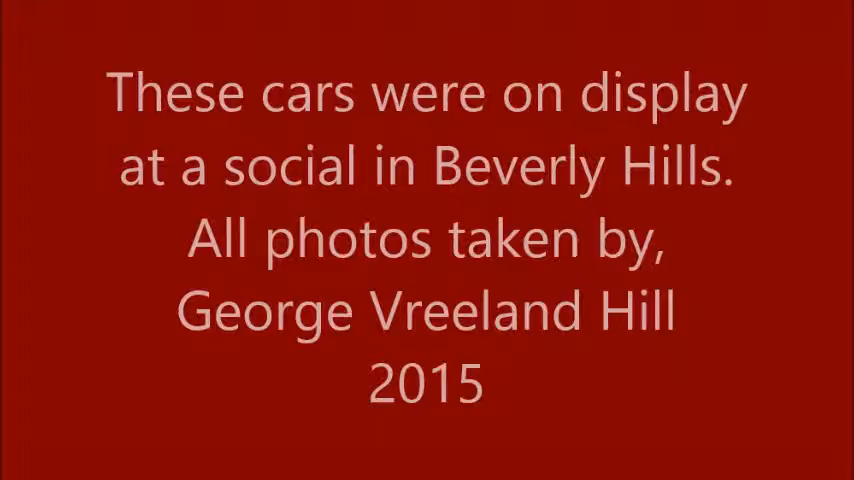 These cars were on display
at a social in Beverly Hills.
All photos taken by,
George Vreeland Hill
2015